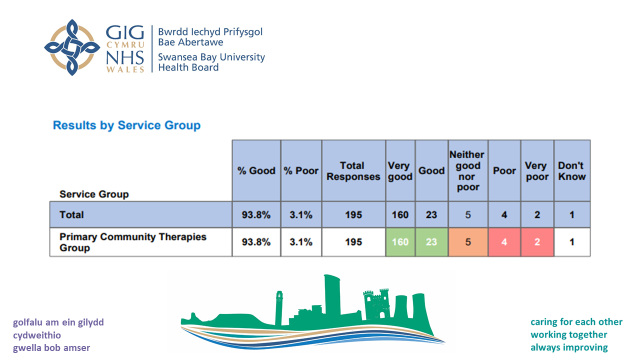 GIG
CYMRU
NHS
WALES
Bwrdd Iechyd Prifysgol
Bae Abertawe
Swansea Bay University
Health Board
Results by Service Group
Service Group % Good % Poor Total Responses Very good Good Neither good nor poor Poor Very poor Don't Know
Total 93.8% 3.1% 195 160 23 5 4 2 1
Primary Community Therapies Group 93.8% 3.1% 195 160 23 5 4 2 1
golfalu am ein gilydd
cydweithio
gwella bob amser
caring for each other
working together
always improving